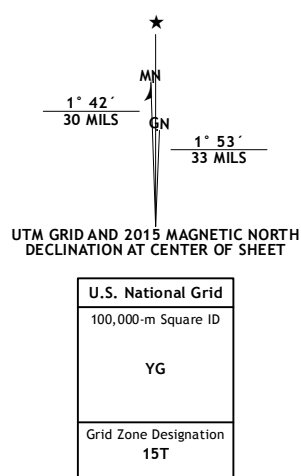 ★
MN
1° 42´
30 MILS
GN
1° 53´
33 MILS
UTM GRID AND 2015 MAGNETIC NORTH
DECLINATION AT CENTER OF SHEET
U.S. National Grid
100,000-m Square ID
YG
Grid Zone Designation
15T